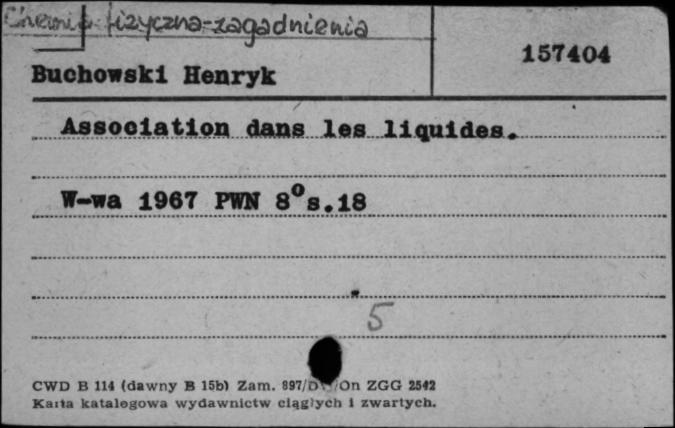 Chemia fizyczna-zagadnienia
157404
Buchowski Henryk
Association dans les liquides.
W-wa 1967 PWN 8° s.18
5
CWD B 114 (dawny B 15b) Zam. 897/D /On ZGG 2542
Karta katalogowa wydawnictw ciągłych i zwartych.